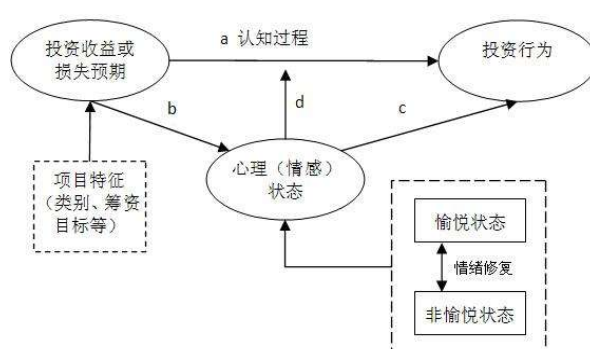 投资收益或
损失预期
a 认知过程
投资行为
b
d
c
心理（情感）
状态
项目特征
（类别、筹资
目标等）
愉悦状态
情绪修复
非愉悦状态